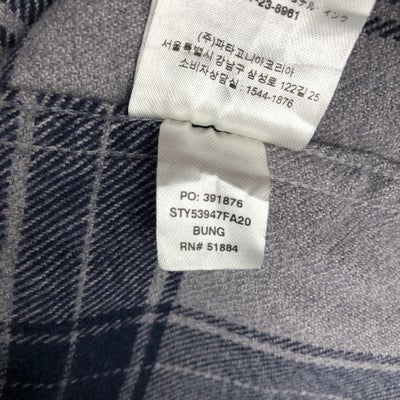 -23-8961
(주)파타고니아코리아
서울특별시 강남구 삼성로 122길 25
소비자상담실: 1544-1876
PO: 391876
STY53947FA20
BUNG
RN# 51884